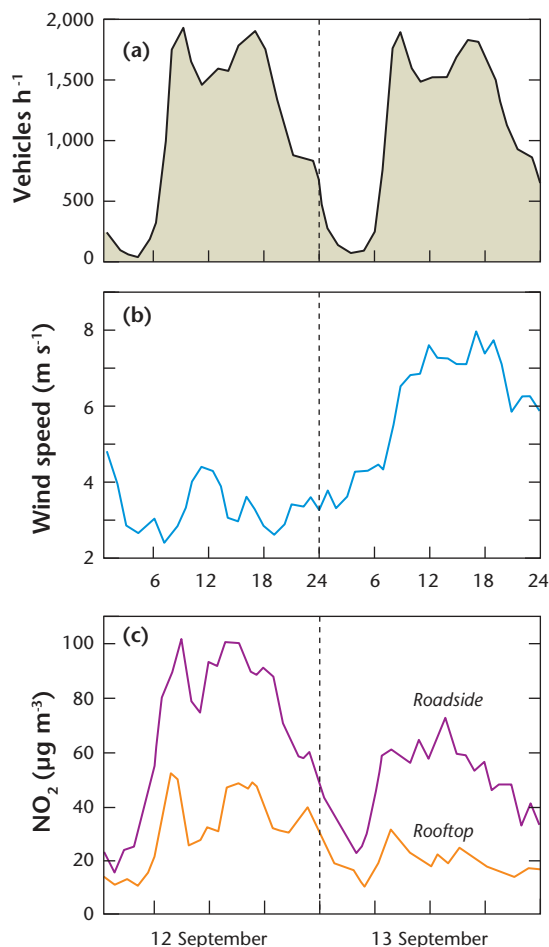 2,000
(a)
1,500
1,000
500
0
Vehicles h⁻¹
(b)
8
6
4
2
Wind speed (m s⁻¹)
6 12 18 24 6 12 18 24
(c)
100
80
60
40
20
0
NO₂ (µg m⁻³)
Roadside
Rooftop
12 September 13 September